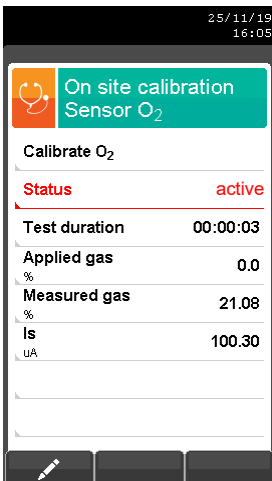 25/11/19
16:05
On site calibration
Sensor O₂
Calibrate O₂
Status active
Test duration 00:00:03
Applied gas 0.0
%
Measured gas 21.08
%
Is 100.30
uA